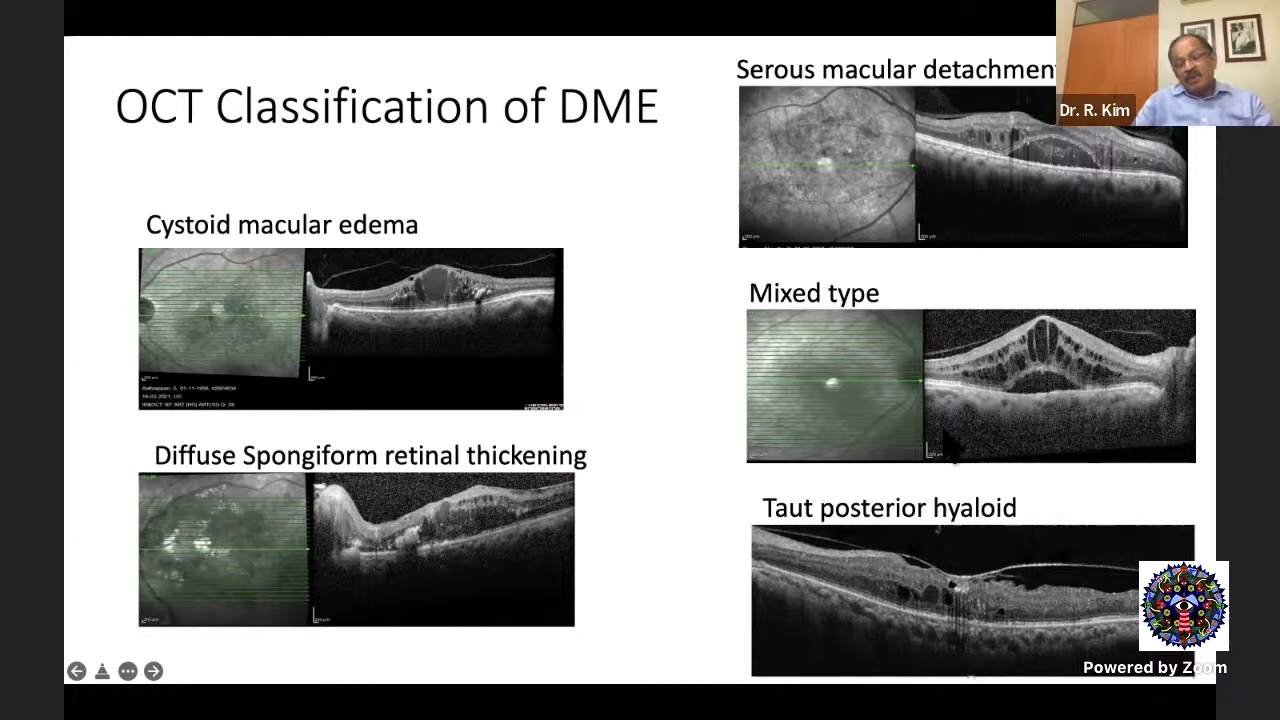 OCT Classification of DME
Cystoid macular edema
Diffuse Spongiform retinal thickening
Serous macular detachment
Mixed type
Taut posterior hyaloid
Dr. R. Kim
Powered by Zoom